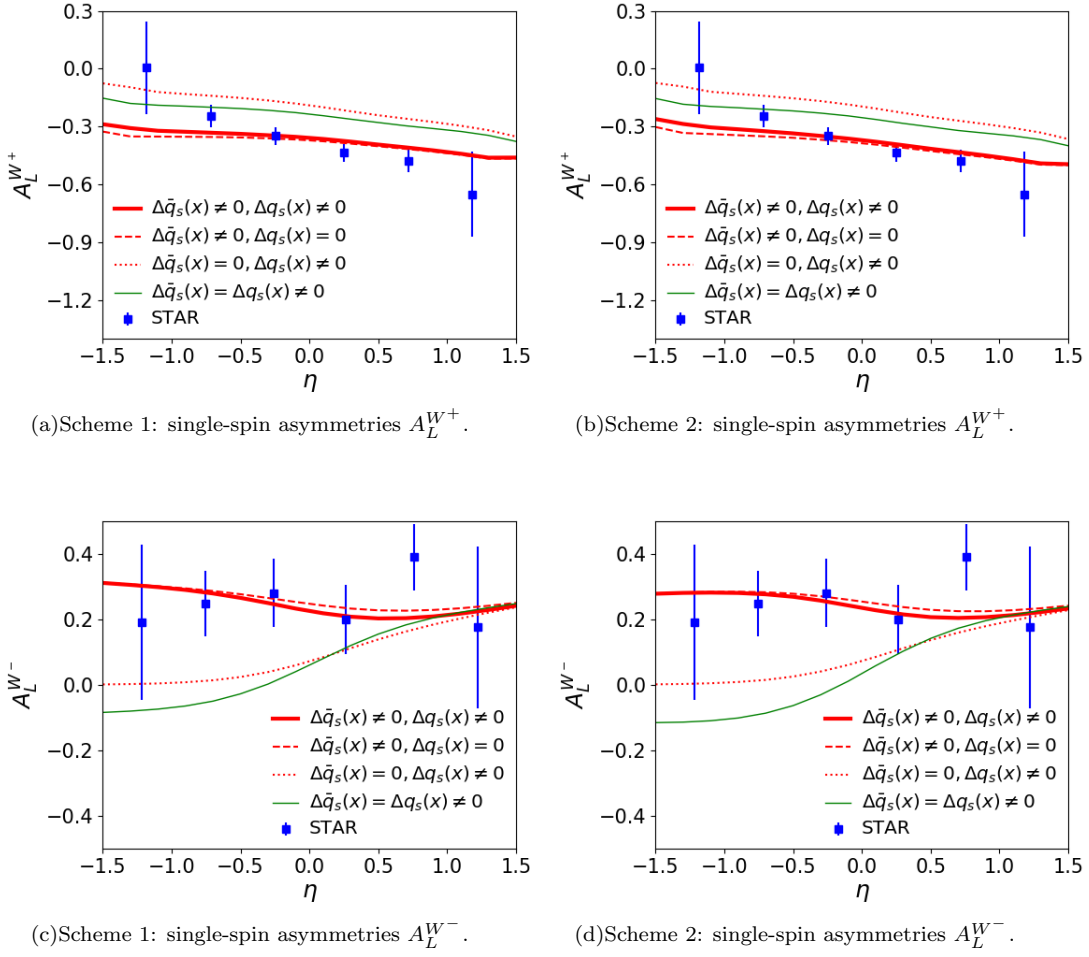 0.3
0.0
−0.3
−0.6
−0.9
−1.2
A_L^{W^+}
Δq̄_s(x) ≠ 0, Δq_s(x) ≠ 0
Δq̄_s(x) ≠ 0, Δq_s(x) = 0
Δq̄_s(x) = 0, Δq_s(x) ≠ 0
Δq̄_s(x) = Δq_s(x) ≠ 0
STAR
−1.5 −1.0 −0.5 0.0 0.5 1.0 1.5
η
(a)Scheme 1: single-spin asymmetries A_L^{W^+}.
0.3
0.0
−0.3
−0.6
−0.9
−1.2
A_L^{W^+}
Δq̄_s(x) ≠ 0, Δq_s(x) ≠ 0
Δq̄_s(x) ≠ 0, Δq_s(x) = 0
Δq̄_s(x) = 0, Δq_s(x) ≠ 0
Δq̄_s(x) = Δq_s(x) ≠ 0
STAR
−1.5 −1.0 −0.5 0.0 0.5 1.0 1.5
η
(b)Scheme 2: single-spin asymmetries A_L^{W^+}.
0.4
0.2
0.0
−0.2
−0.4
A_L^{W^−}
Δq̄_s(x) ≠ 0, Δq_s(x) ≠ 0
Δq̄_s(x) ≠ 0, Δq_s(x) = 0
Δq̄_s(x) = 0, Δq_s(x) ≠ 0
Δq̄_s(x) = Δq_s(x) ≠ 0
STAR
−1.5 −1.0 −0.5 0.0 0.5 1.0 1.5
η
(c)Scheme 1: single-spin asymmetries A_L^{W^−}.
0.4
0.2
0.0
−0.2
−0.4
A_L^{W^−}
Δq̄_s(x) ≠ 0, Δq_s(x) ≠ 0
Δq̄_s(x) ≠ 0, Δq_s(x) = 0
Δq̄_s(x) = 0, Δq_s(x) ≠ 0
Δq̄_s(x) = Δq_s(x) ≠ 0
STAR
−1.5 −1.0 −0.5 0.0 0.5 1.0 1.5
η
(d)Scheme 2: single-spin asymmetries A_L^{W^−}.